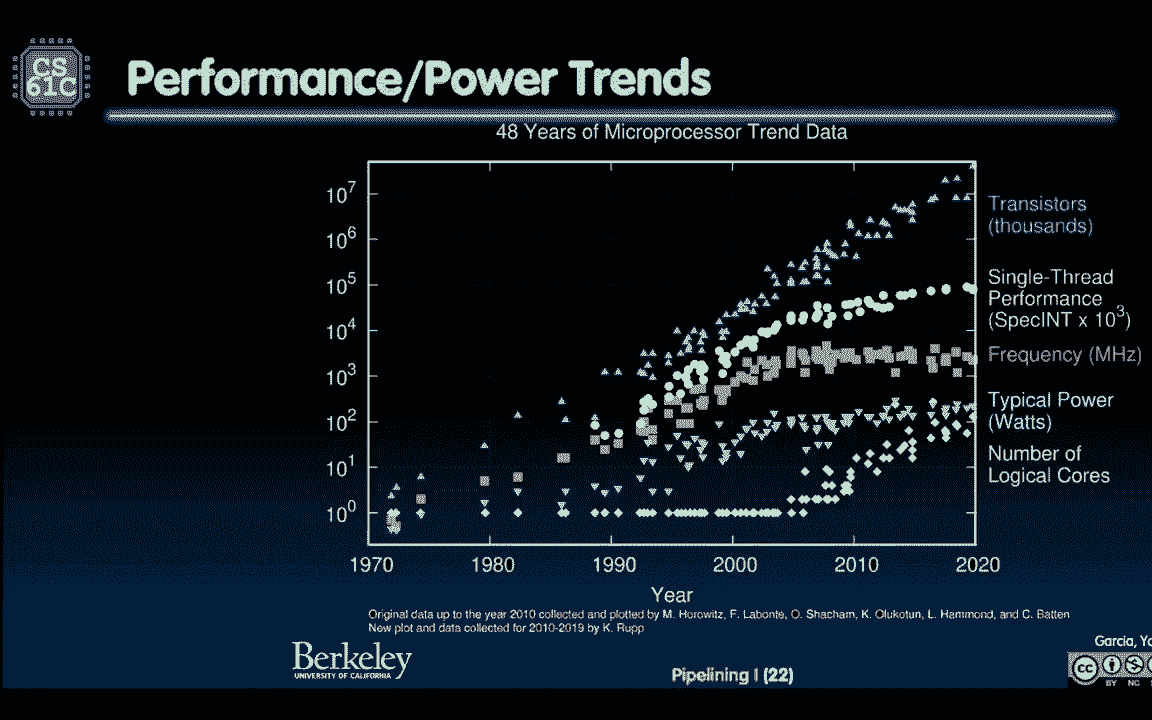 CS
61C
Performance/Power Trends
48 Years of Microprocessor Trend Data
10^7
10^6
10^5
10^4
10^3
10^2
10^1
10^0
Transistors
(thousands)
Single-Thread
Performance
(SpecINT x 10^3)
Frequency (MHz)
Typical Power
(Watts)
Number of
Logical Cores
1970 1980 1990 2000 2010 2020
Year
Original data up to the year 2010 collected and plotted by M. Horowitz, F. Labonte, O. Shacham, K. Olukotun, L. Hammond, and C. Batten
New plot and data collected for 2010-2019 by K. Rupp
Berkeley
UNIVERSITY OF CALIFORNIA
Pipelining I (22)
Garcia,
cc
BY NC